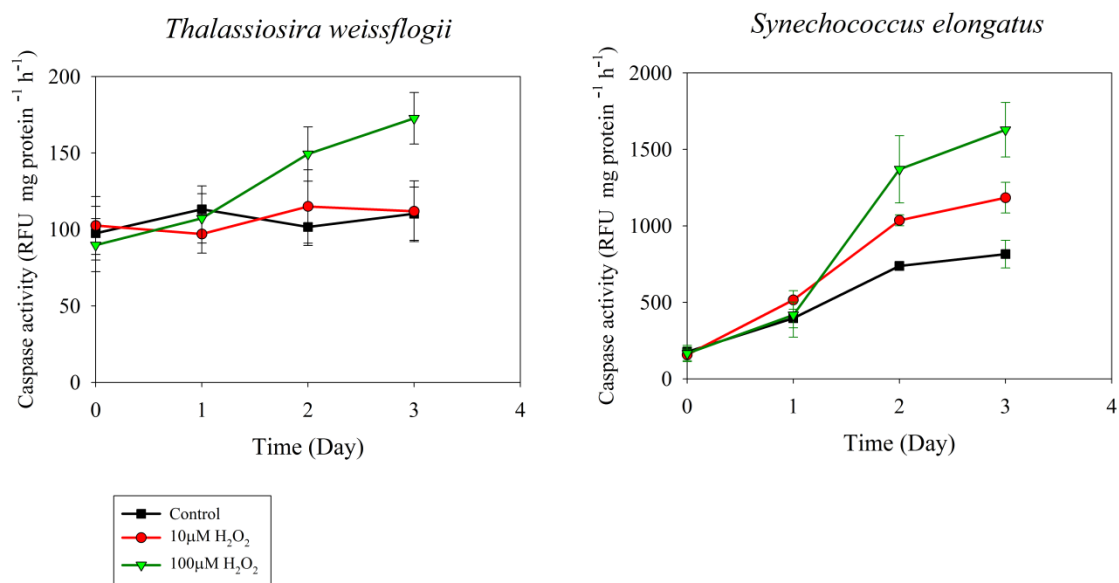 Thalassiosira weissflogii
Caspase activity (RFU mg protein ⁻¹ h⁻¹)
200
150
100
50
0
0 1 2 3 4
Time (Day)
Synechococcus elongatus
Caspase activity (RFU mg protein ⁻¹ h⁻¹)
2000
1500
1000
500
0
0 1 2 3 4
Time (Day)
Control
10µM H₂O₂
100µM H₂O₂